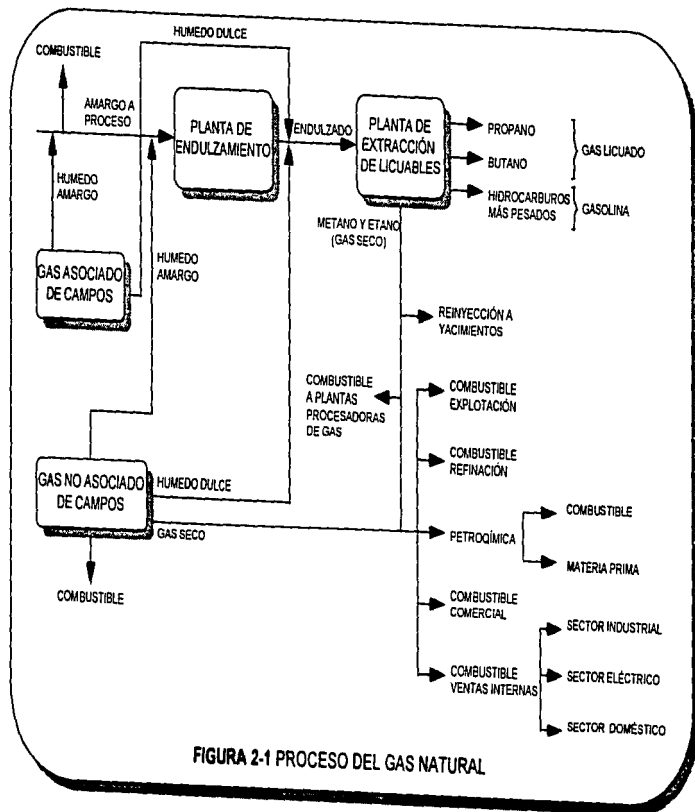 HUMEDO DULCE
COMBUSTIBLE
AMARGO A
PROCESO
PLANTA DE
ENDULZAMIENTO
ENDULZADO
PLANTA DE
EXTRACCIÓN
DE LICUABLES
PROPANO
BUTANO
GAS LICUADO
HIDROCARBUROS
MÁS PESADOS
GASOLINA
HUMEDO
AMARGO
METANO Y ETANO
(GAS SECO)
GAS ASOCIADO
DE CAMPOS
HUMEDO
AMARGO
REINYECCIÓN A
YACIMIENTOS
COMBUSTIBLE
A PLANTAS
PROCESADORAS
DE GAS
COMBUSTIBLE
EXPLOTACIÓN
COMBUSTIBLE
REFINACIÓN
GAS NO ASOCIADO
DE CAMPOS
HUMEDO DULCE
GAS SECO
COMBUSTIBLE
PETROQÍMICA
COMBUSTIBLE
MATERIA PRIMA
COMBUSTIBLE
COMERCIAL
COMBUSTIBLE
VENTAS INTERNAS
SECTOR INDUSTRIAL
SECTOR ELÉCTRICO
SECTOR DOMÉSTICO
FIGURA 2-1 PROCESO DEL GAS NATURAL